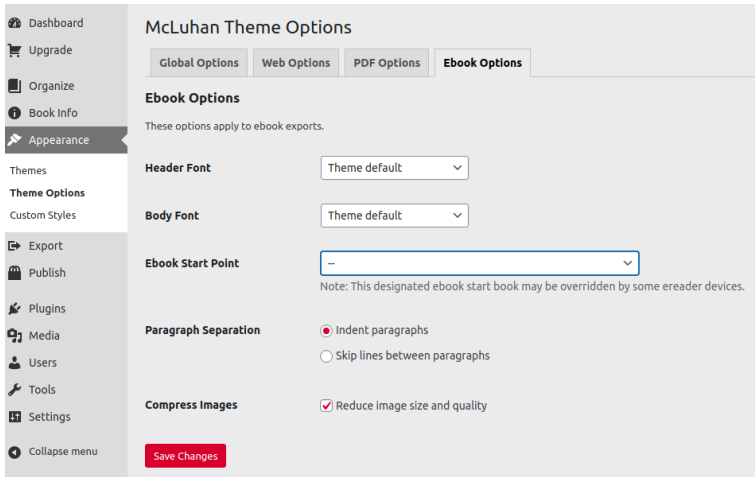 Dashboard
Upgrade
Organize
Book Info
Appearance
Themes
Theme Options
Custom Styles
Export
Publish
Plugins
Media
Users
Tools
Settings
Collapse menu
McLuhan Theme Options
Global Options
Web Options
PDF Options
Ebook Options
Ebook Options
These options apply to ebook exports.
Header Font
Theme default
Body Font
Theme default
Ebook Start Point
--
Note: This designated ebook start book may be overridden by some ereader devices.
Paragraph Separation
Indent paragraphs
Skip lines between paragraphs
Compress Images
Reduce image size and quality
Save Changes